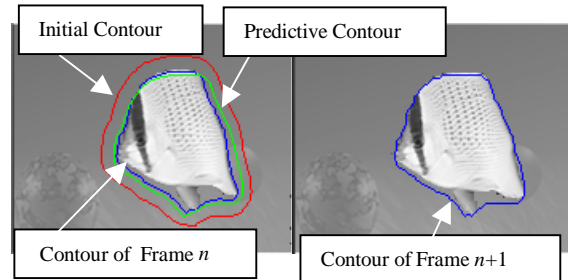 Initial Contour
Predictive Contour
Contour of Frame n
Contour of Frame n+1